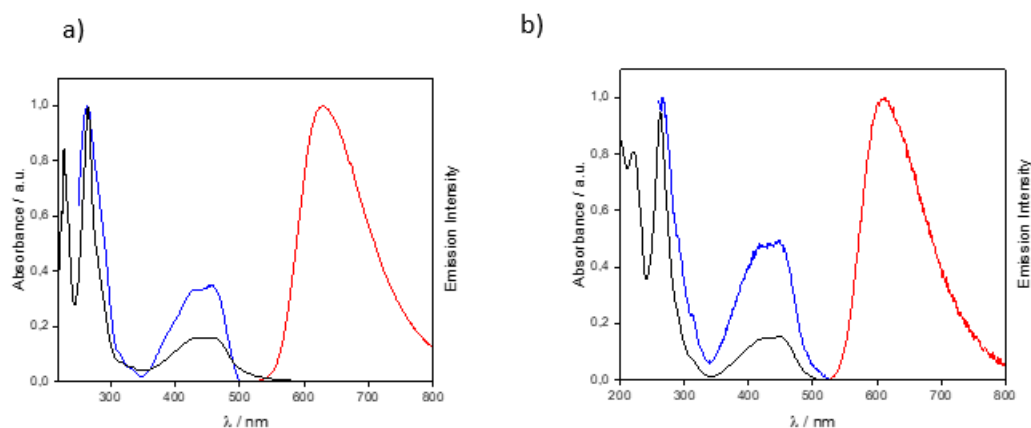 a)
b)
Absorbance / a.u.
1,0
0,8
0,6
0,4
0,2
0,0
300 400 500 600 700 800
λ / nm
Emission Intensity
Absorbance / a.u.
1,0
0,8
0,6
0,4
0,2
0,0
200 300 400 500 600 700 800
λ / nm
Emission Intensity